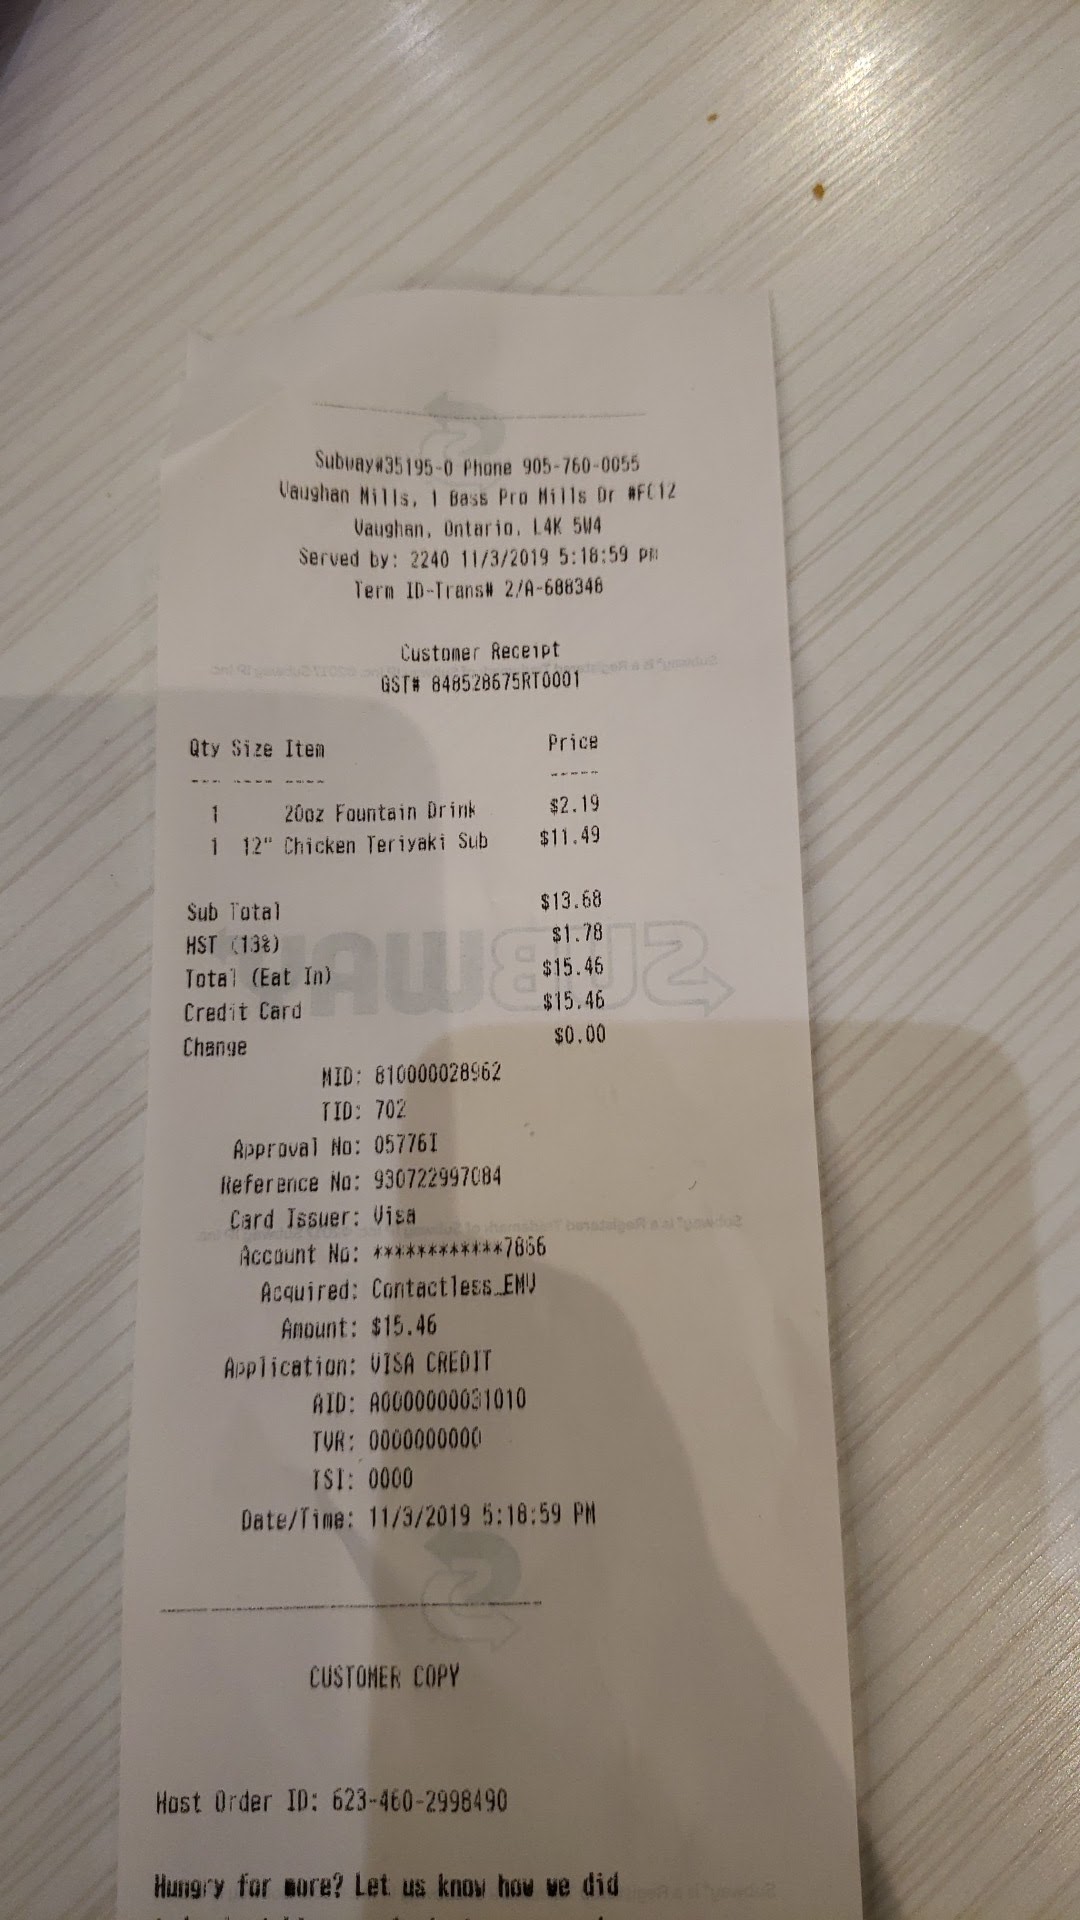 Subway#35195-0 Phone 905-760-0055
Vaughan Mills, 1 Bass Pro Mills Dr #FC12
Vaughan, Ontario, L4K 5W4
Served by: 2240 11/3/2019 5:18:59 PM
Term ID-Trans# 2/A-688348
Customer Receipt
GST# 848528675RT0001
Qty Size Item Price
--- ---- ---- -----
1 20oz Fountain Drink $2.19
1 12" Chicken Teriyaki Sub $11.49
Sub Total $13.68
HST (13%) $1.78
Total (Eat In) $15.46
Credit Card $15.46
Change $0.00
MID: 810000028962
TID: 702
Approval No: 05776I
Reference No: 930722997084
Card Issuer: Visa
Account No: ************7866
Acquired: Contactless_EMV
Amount: $15.46
Application: VISA CREDIT
AID: A0000000031010
TVR: 0000000000
TSI: 0000
Date/Time: 11/3/2019 5:18:59 PM
CUSTOMER COPY
Host Order ID: 623-460-2998490
Hungry for more? Let us know how we did